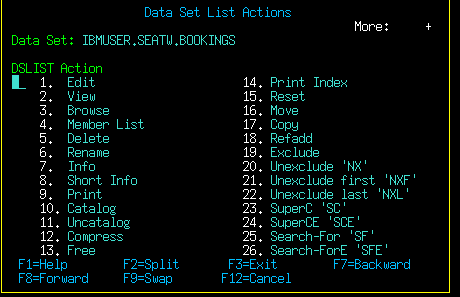 Data Set List Actions
More:     +
Data Set: IBMUSER.SEATW.BOOKINGS
DSLIST Action
1. Edit 14. Print Index
2. View 15. Reset
3. Browse 16. Move
4. Member List 17. Copy
5. Delete 18. Refadd
6. Rename 19. Exclude
7. Info 20. Unexclude 'NX'
8. Short Info 21. Unexclude first 'NXF'
9. Print 22. Unexclude last 'NXL'
10. Catalog 23. SuperC 'SC'
11. Uncatalog 24. SuperCE 'SCE'
12. Compress 25. Search-For 'SF'
13. Free 26. Search-ForE 'SFE'
F1=Help F2=Split F3=Exit F7=Backward
F8=Forward F9=Swap F12=Cancel